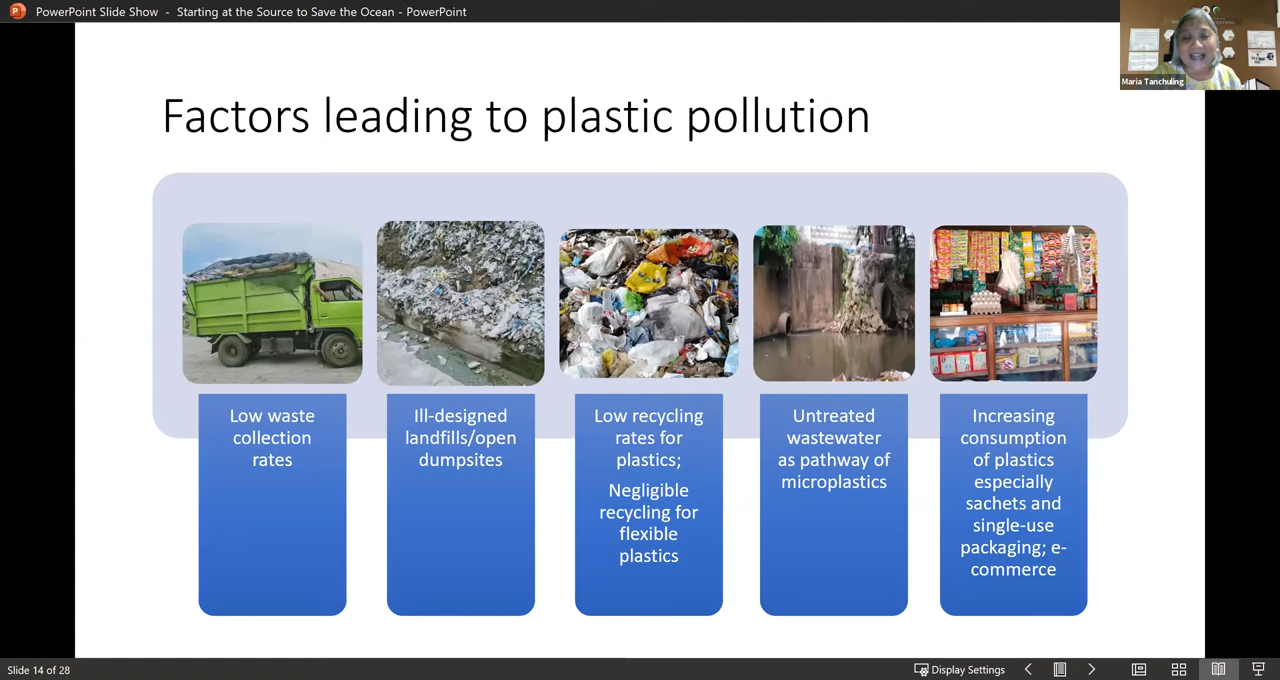 PowerPoint Slide Show - Starting at the Source to Save the Ocean - PowerPoint
Maria Tanchuling
Factors leading to plastic pollution
Low waste
collection
rates
Ill-designed
landfills/open
dumpsites
Low recycling
rates for
plastics;
Negligible
recycling for
flexible
plastics
Untreated
wastewater
as pathway of
microplastics
Increasing
consumption
of plastics
especially
sachets and
single-use
packaging; e-
commerce
Slide 14 of 28
Display Settings